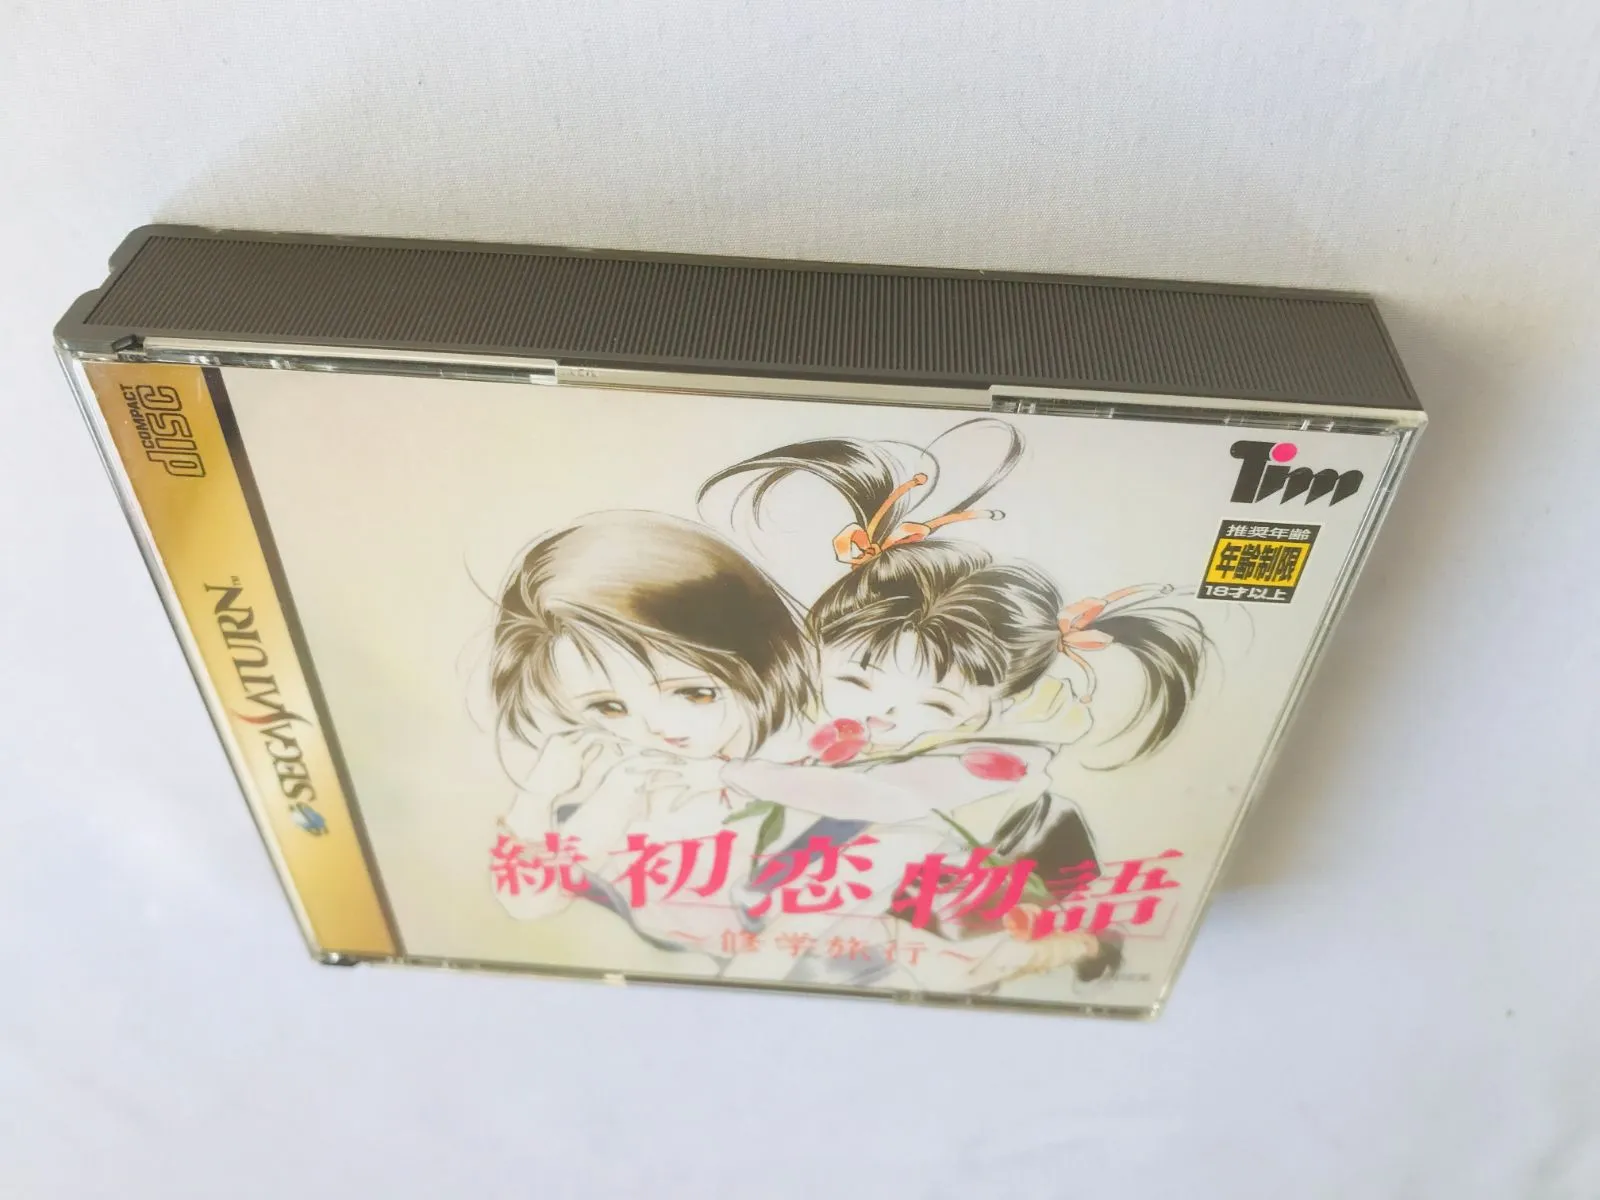 COMPACT
disc
SEGA SATURN™
Tim
推奨年齢
年齢制限
18才以上
続 初恋物語
～修学旅行～